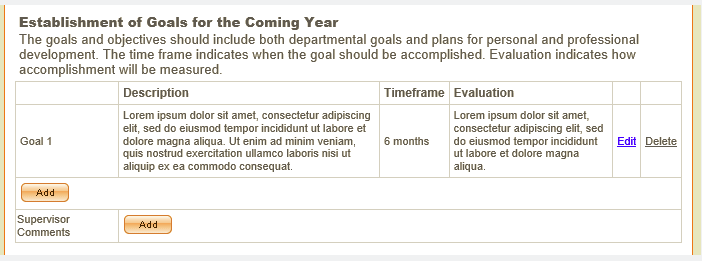 Establishment of Goals for the Coming Year
The goals and objectives should include both departmental goals and plans for personal and professional
development. The time frame indicates when the goal should be accomplished. Evaluation indicates how
accomplishment will be measured.
Description Timeframe Evaluation
Goal 1
Lorem ipsum dolor sit amet, consectetur adipiscing
elit, sed do eiusmod tempor incididunt ut labore et
dolore magna aliqua. Ut enim ad minim veniam,
quis nostrud exercitation ullamco laboris nisi ut
aliquip ex ea commodo consequat.
6 months
Lorem ipsum dolor sit amet,
consectetur adipiscing elit, sed
do eiusmod tempor incididunt
ut labore et dolore magna
aliqua.
Edit
Delete
Add
Supervisor
Comments
Add